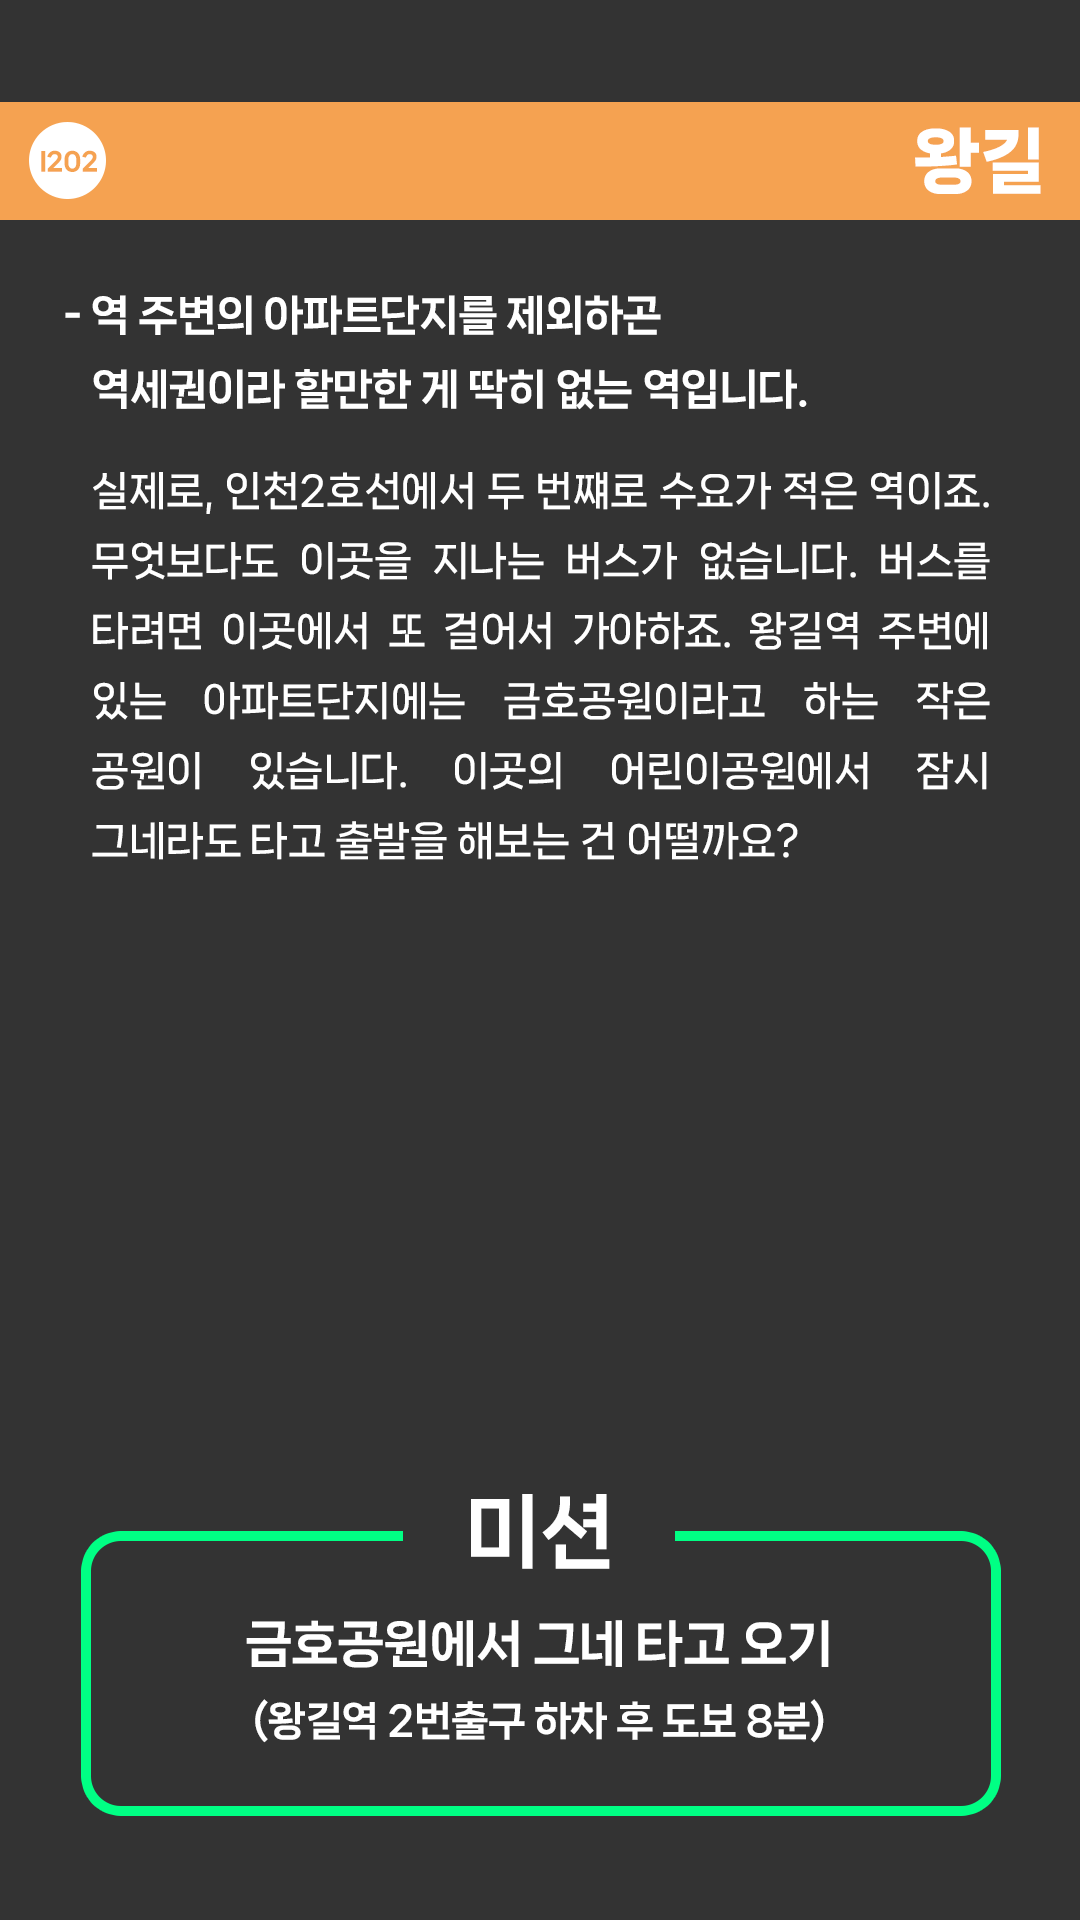 I202
왕길
- 역 주변의 아파트단지를 제외하곤
역세권이라 할만한 게 딱히 없는 역입니다.
실제로, 인천2호선에서 두 번쨰로 수요가 적은 역이죠.
무엇보다도 이곳을 지나는 버스가 없습니다. 버스를
타려면 이곳에서 또 걸어서 가야하죠. 왕길역 주변에
있는 아파트단지에는 금호공원이라고 하는 작은
공원이 있습니다. 이곳의 어린이공원에서 잠시
그네라도 타고 출발을 해보는 건 어떨까요?
미션
금호공원에서 그네 타고 오기
(왕길역 2번출구 하차 후 도보 8분)